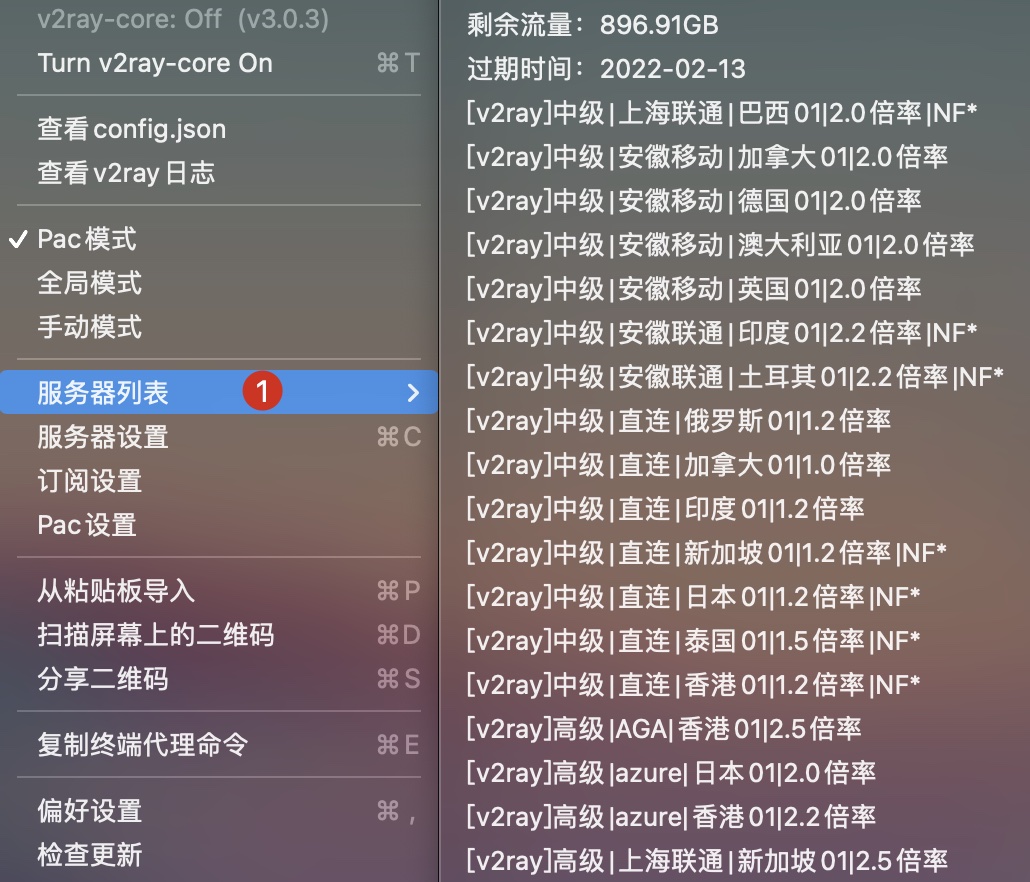 v2ray-core: Off (v3.0.3)
Turn v2ray-core On ⌘T
查看config.json
查看v2ray日志
✓ Pac模式
全局模式
手动模式
服务器列表 1 >
服务器设置 ⌘C
订阅设置
Pac设置
从粘贴板导入 ⌘P
扫描屏幕上的二维码 ⌘D
分享二维码 ⌘S
复制终端代理命令 ⌘E
偏好设置 ⌘,
检查更新
剩余流量：896.91GB
过期时间：2022-02-13
[v2ray]中级|上海联通|巴西01|2.0倍率|NF*
[v2ray]中级|安徽移动|加拿大01|2.0倍率
[v2ray]中级|安徽移动|德国01|2.0倍率
[v2ray]中级|安徽移动|澳大利亚01|2.0倍率
[v2ray]中级|安徽移动|英国01|2.0倍率
[v2ray]中级|安徽联通|印度01|2.2倍率|NF*
[v2ray]中级|安徽联通|土耳其01|2.2倍率|NF*
[v2ray]中级|直连|俄罗斯01|1.2倍率
[v2ray]中级|直连|加拿大01|1.0倍率
[v2ray]中级|直连|印度01|1.2倍率
[v2ray]中级|直连|新加坡01|1.2倍率|NF*
[v2ray]中级|直连|日本01|1.2倍率|NF*
[v2ray]中级|直连|泰国01|1.5倍率|NF*
[v2ray]中级|直连|香港01|1.2倍率|NF*
[v2ray]高级|AGA|香港01|2.5倍率
[v2ray]高级|azure|日本01|2.0倍率
[v2ray]高级|azure|香港01|2.2倍率
[v2ray]高级|上海联通|新加坡01|2.5倍率